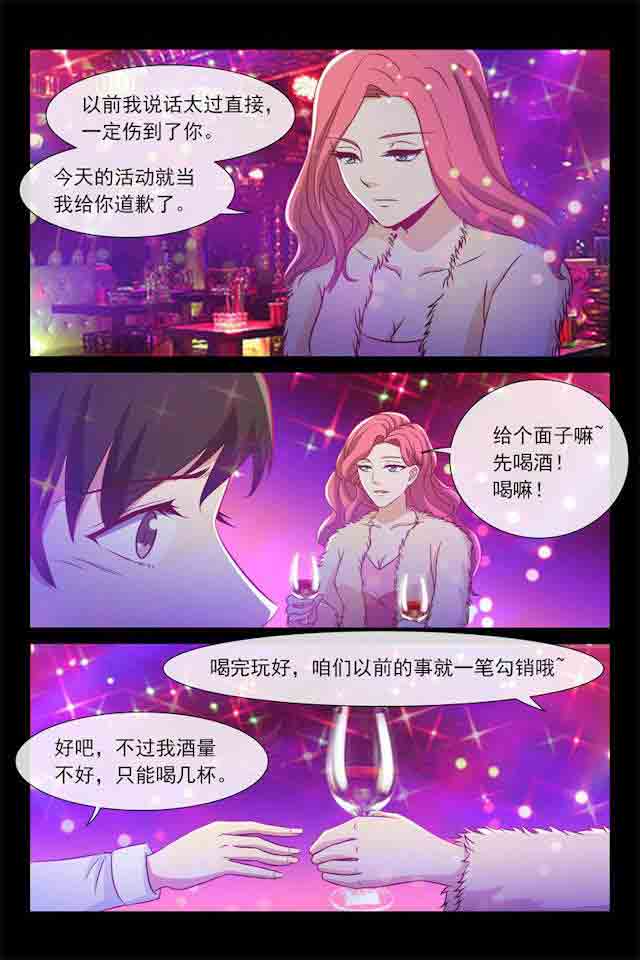 以前我说话太过直接，
一定伤到了你。
今天的活动就当
我给你道歉了。
给个面子嘛~
先喝酒！
喝嘛！
喝完玩好，咱们以前的事就一笔勾销哦~
好吧，不过我酒量
不好，只能喝几杯。